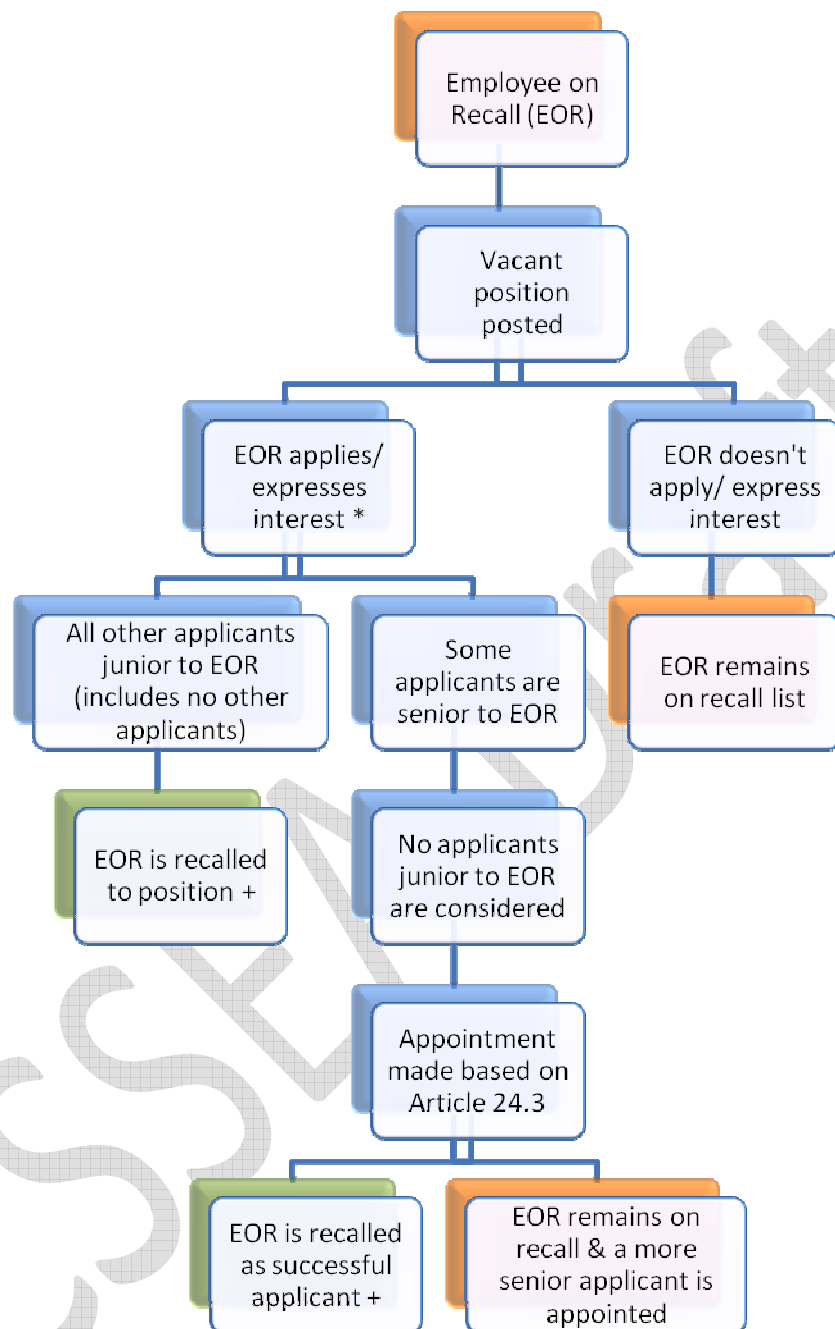 Employee on
Recall (EOR)
Vacant
position
posted
EOR applies/
expresses
interest *
EOR doesn't
apply/ express
interest
All other applicants
junior to EOR
(includes no other
applicants)
Some
applicants are
senior to EOR
EOR remains
on recall list
EOR is recalled
to position +
No applicants
junior to EOR
are considered
Appointment
made based on
Article 24.3
EOR is recalled
as successful
applicant +
EOR remains on
recall & a more
senior applicant is
appointed